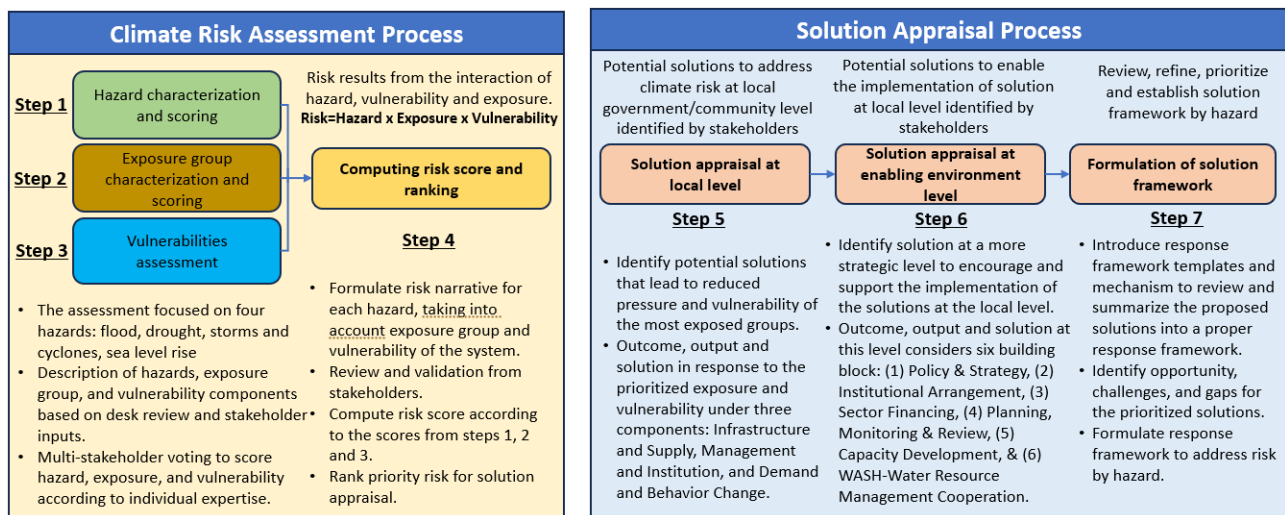 Climate Risk Assessment Process
Step 1
Hazard characterization
and scoring
Step 2
Exposure group
characterization and
scoring
Step 3
Vulnerabilities
assessment
Risk results from the interaction of
hazard, vulnerability and exposure.
Risk=Hazard x Exposure x Vulnerability
Computing risk score and
ranking
Step 4
• The assessment focused on four
hazards: flood, drought, storms and
cyclones, sea level rise
• Description of hazards, exposure
group, and vulnerability components
based on desk review and stakeholder
inputs.
• Multi-stakeholder voting to score
hazard, exposure, and vulnerability
according to individual expertise.
• Formulate risk narrative for
each hazard, taking into
account exposure group and
vulnerability of the system.
• Review and validation from
stakeholders.
• Compute risk score according
to the scores from steps 1, 2
and 3.
• Rank priority risk for solution
appraisal.
Solution Appraisal Process
Potential solutions to address
climate risk at local
government/community level
identified by stakeholders
Solution appraisal at
local level
Step 5
• Identify potential solutions
that lead to reduced
pressure and vulnerability of
the most exposed groups.
• Outcome, output and
solution in response to the
prioritized exposure and
vulnerability under three
components: Infrastructure
and Supply, Management
and Institution, and Demand
and Behavior Change.
Potential solutions to enable
the implementation of solution
at local level identified by
stakeholders
Solution appraisal at
enabling environment
level
Step 6
• Identify solution at a more
strategic level to encourage and
support the implementation of
the solutions at the local level.
• Outcome, output and solution at
this level considers six building
block: (1) Policy & Strategy, (2)
Institutional Arrangement, (3)
Sector Financing, (4) Planning,
Monitoring & Review, (5)
Capacity Development, & (6)
WASH-Water Resource
Management Cooperation.
Review, refine, prioritize
and establish solution
framework by hazard
Formulation of solution
framework
Step 7
• Introduce response
framework templates and
mechanism to review and
summarize the proposed
solutions into a proper
response framework.
• Identify opportunity,
challenges, and gaps for
the prioritized solutions.
• Formulate response
framework to address risk
by hazard.